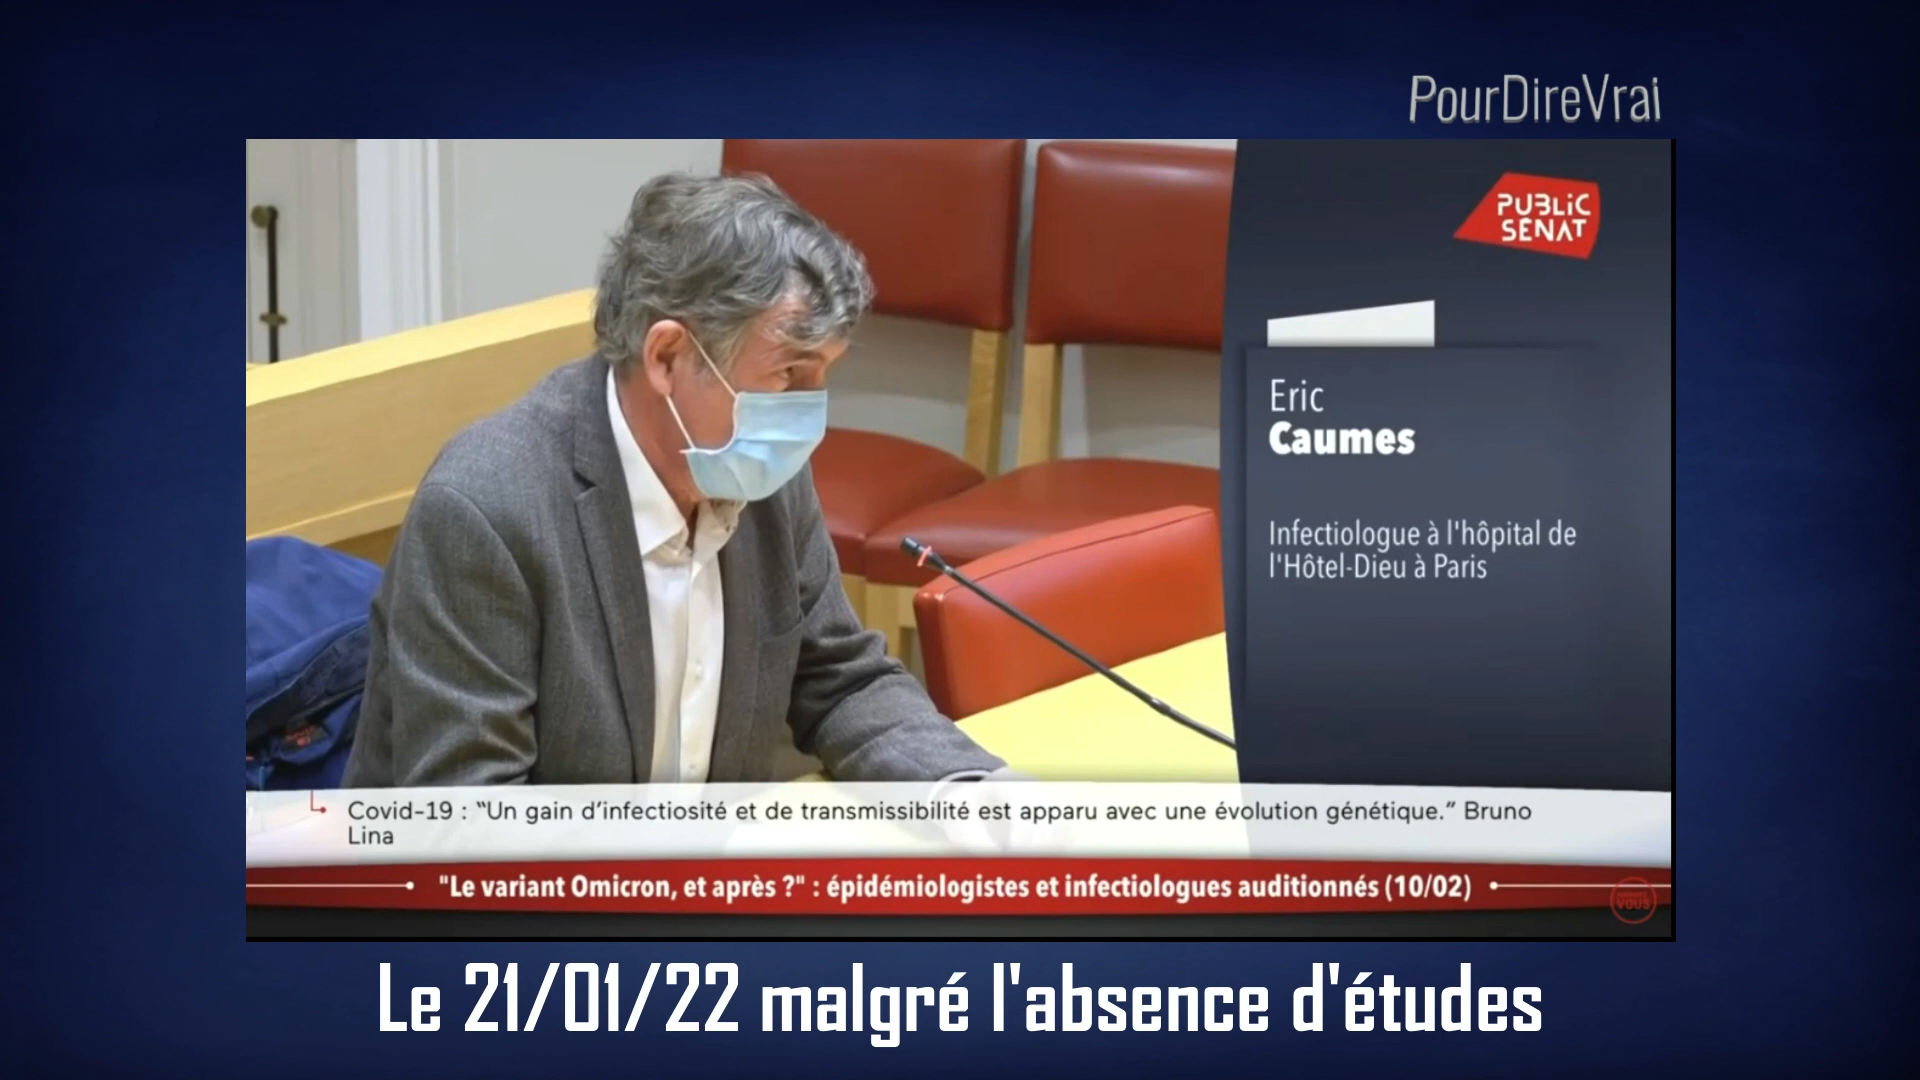 PourDireVrai
PUBLIC
SÉNAT
Eric
Caumes
Infectiologue à l'hôpital de
l'Hôtel-Dieu à Paris
Covid-19 : “Un gain d’infectiosité et de transmissibilité est apparu avec une évolution génétique.” Bruno
Lina
"Le variant Omicron, et après ?" : épidémiologistes et infectiologues auditionnés (10/02)
VOUS
Le 21/01/22 malgré l'absence d'études